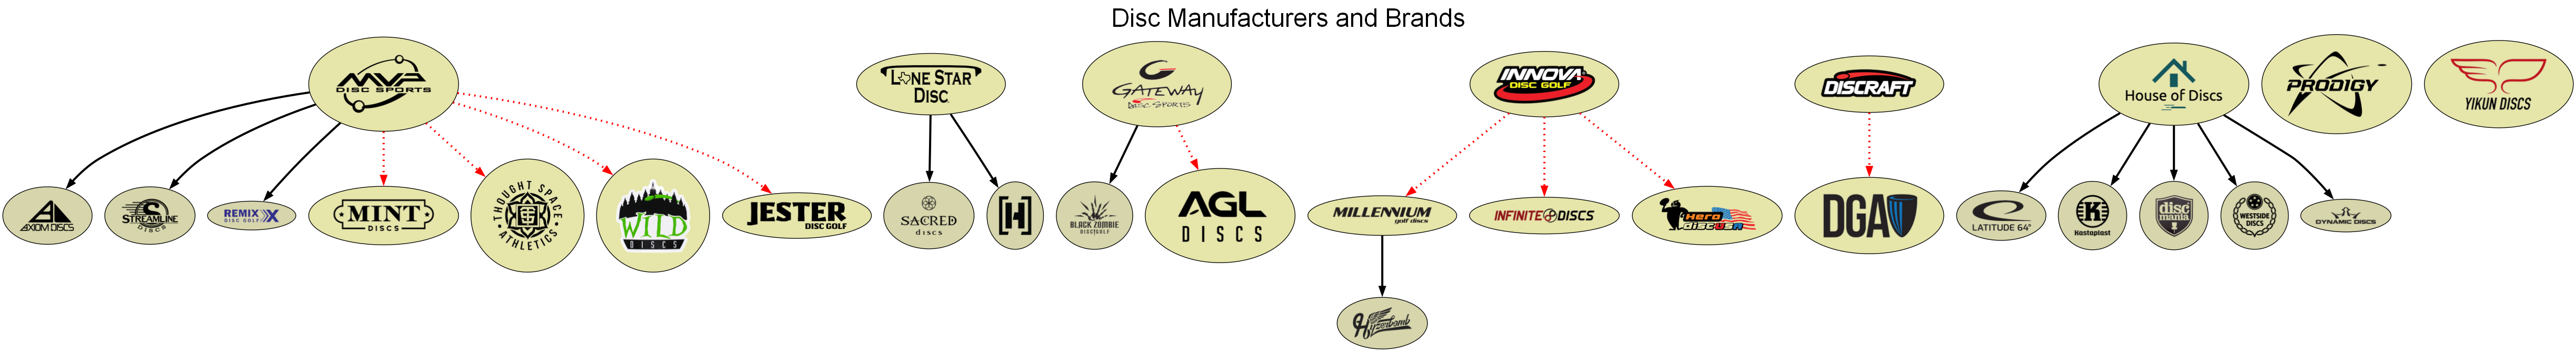 Disc Manufacturers and Brands
MVP
DISC SPORTS
LONE STAR
DISC
GATEWAY
DISC SPORTS
INNOVA
DISC GOLF
DISCRAFT
House of Discs
PRODIGY
YIKUN DISCS
AXIOM DISCS
STREAMLINE
DISCS
REMIX
DISC GOLF
MINT
DISCS
THOUGHT SPACE
ATHLETICS
WILD
DISCS
JESTER
DISC GOLF
SACRED
discs
[H]
BLACK ZOMBIE
DISC GOLF
AGL
DISCS
MILLENNIUM
golf discs
INFINITE DISCS
Hero
Disc USA
DGA
LATITUDE 64°
K
Kastaplast
disc
mania
WESTSIDE
DISCS
DYNAMIC DISCS
Hyzerbomb